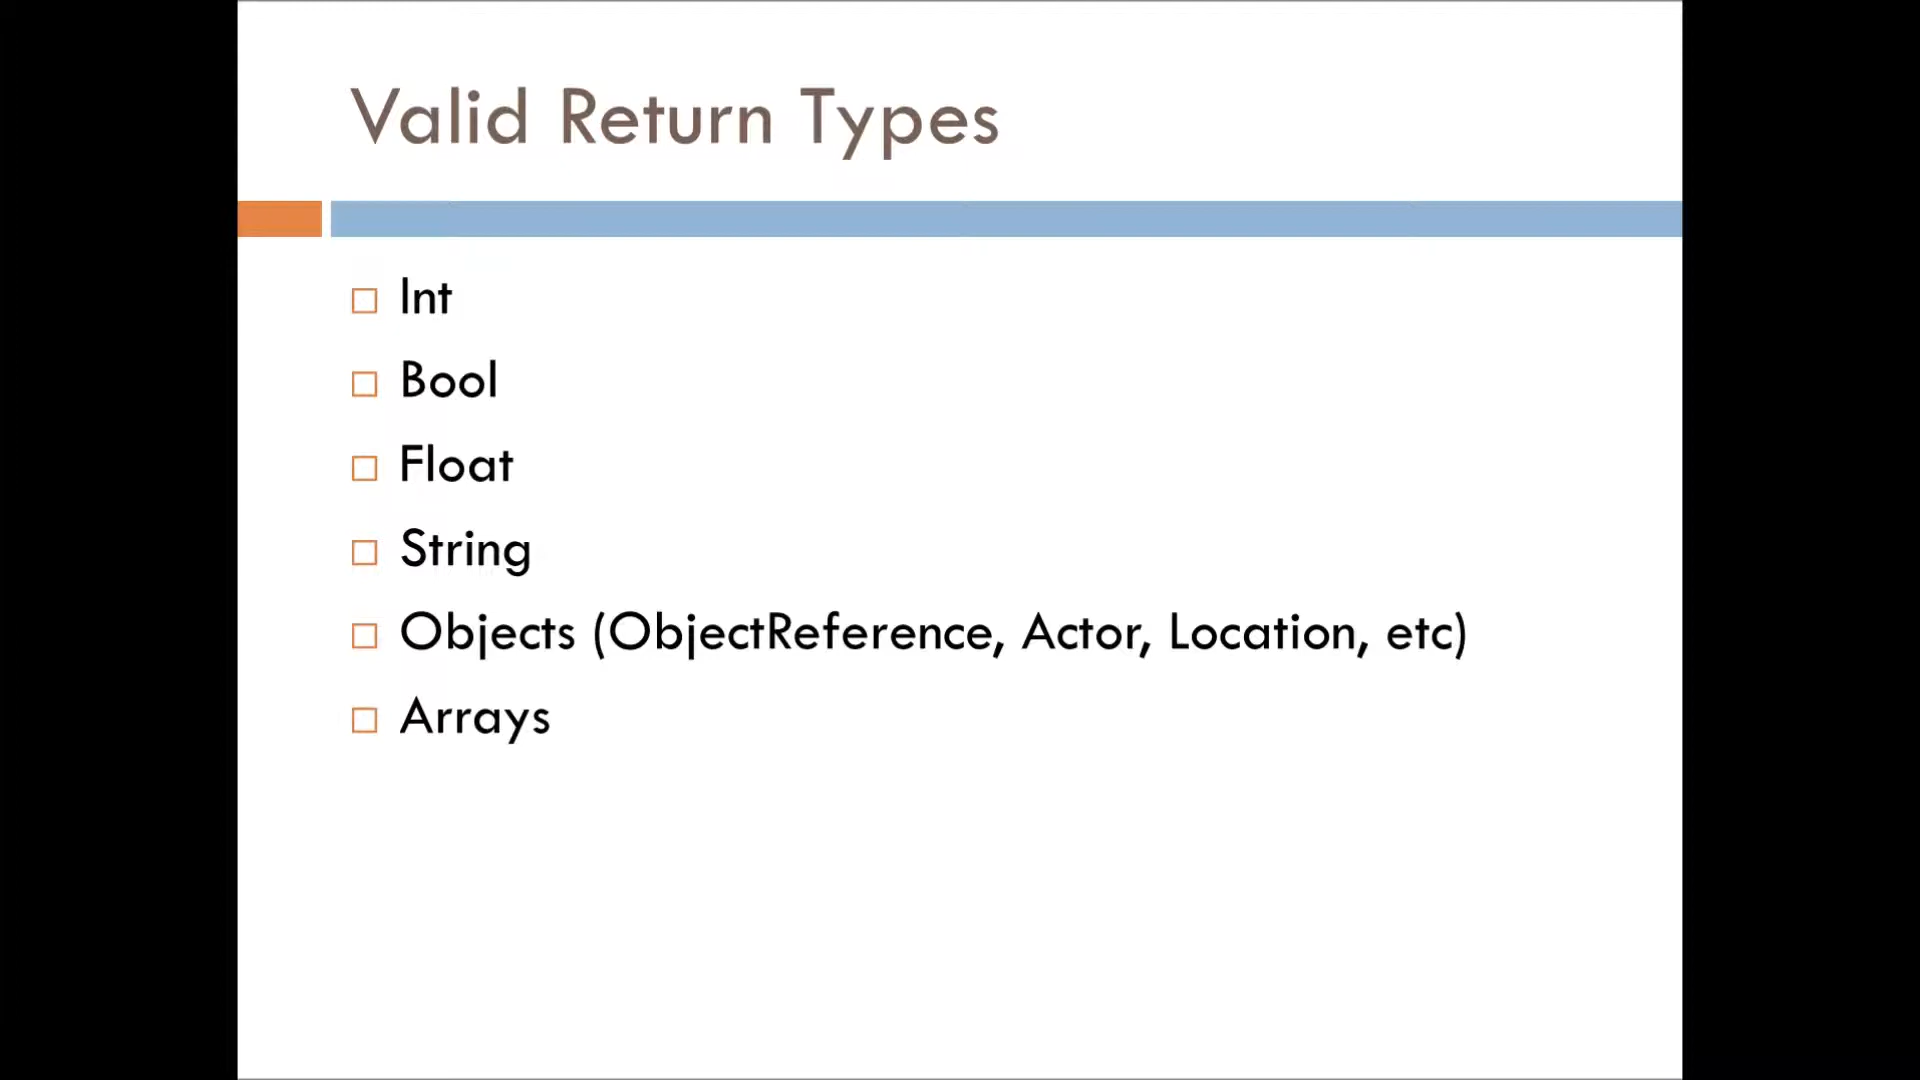 Valid Return Types
Int
Bool
Float
String
Objects (ObjectReference, Actor, Location, etc)
Arrays